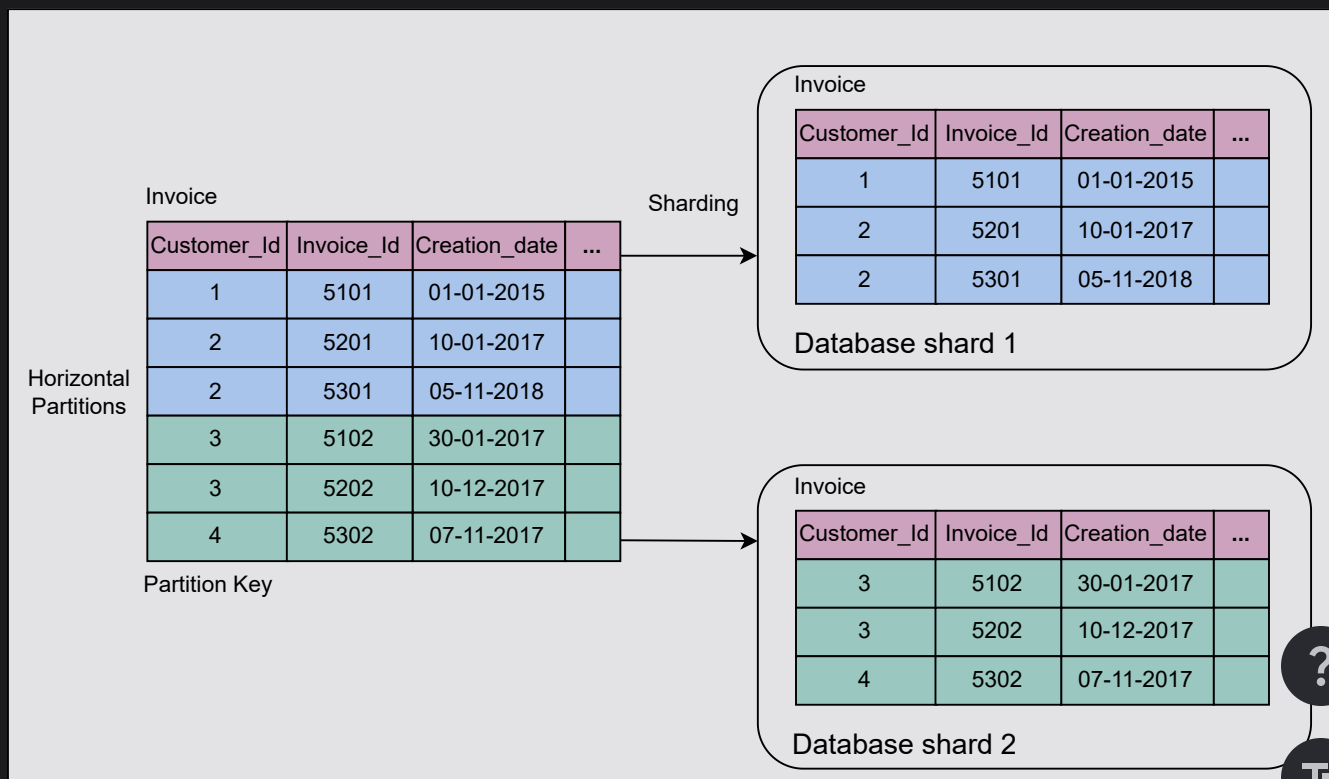 Invoice
Customer_Id Invoice_Id Creation_date ...
1 5101 01-01-2015
2 5201 10-01-2017
2 5301 05-11-2018
3 5102 30-01-2017
3 5202 10-12-2017
4 5302 07-11-2017
Horizontal
Partitions
Partition Key
Sharding
Invoice
Customer_Id Invoice_Id Creation_date ...
1 5101 01-01-2015
2 5201 10-01-2017
2 5301 05-11-2018
Database shard 1
Invoice
Customer_Id Invoice_Id Creation_date ...
3 5102 30-01-2017
3 5202 10-12-2017
4 5302 07-11-2017
Database shard 2
?